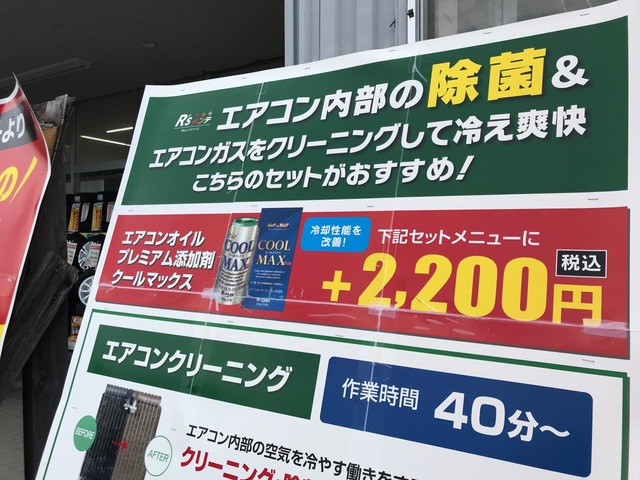 エアコン内部の除菌&
エアコンガスをクリーニングして冷え爽快
こちらのセットがおすすめ!
エアコンオイル
プレミアム添加剤
クールマックス
COOL
MAX
COOL
MAX
冷却性能を
改善!
下記セットメニューに
+2,200円
税込
エアコンクリーニング
作業時間 40分~
BEFORE
AFTER
エアコン内部の空気を冷やす働きをす
クリーニング
より